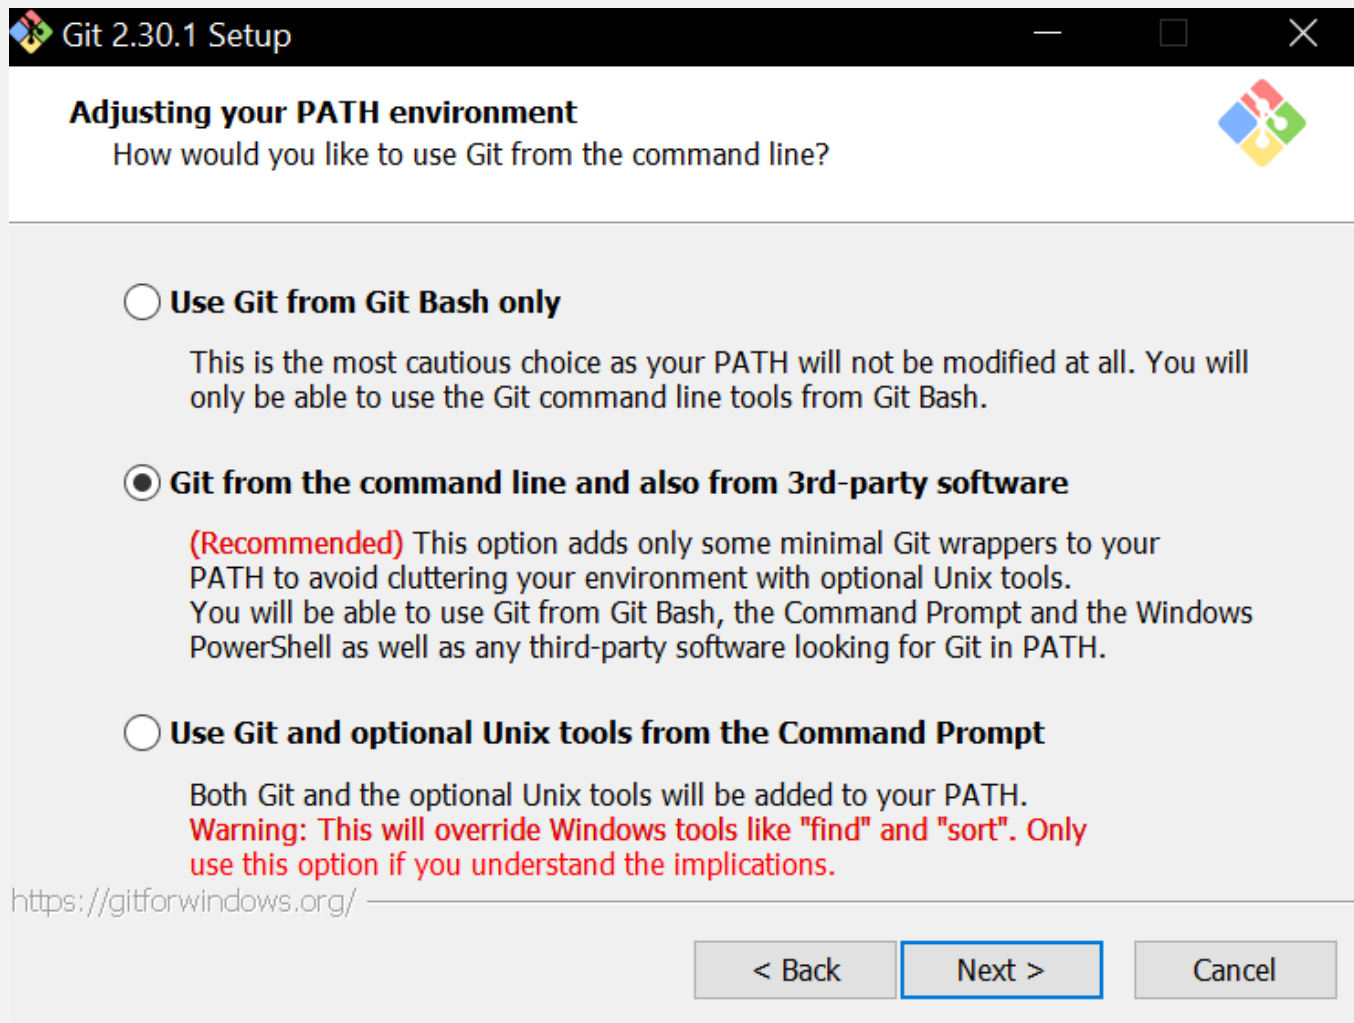 Git 2.30.1 Setup
Adjusting your PATH environment
How would you like to use Git from the command line?
Use Git from Git Bash only
This is the most cautious choice as your PATH will not be modified at all. You will
only be able to use the Git command line tools from Git Bash.
Git from the command line and also from 3rd-party software
(Recommended) This option adds only some minimal Git wrappers to your
PATH to avoid cluttering your environment with optional Unix tools.
You will be able to use Git from Git Bash, the Command Prompt and the Windows
PowerShell as well as any third-party software looking for Git in PATH.
Use Git and optional Unix tools from the Command Prompt
Both Git and the optional Unix tools will be added to your PATH.
Warning: This will override Windows tools like "find" and "sort". Only
use this option if you understand the implications.
https://gitforwindows.org/
< Back
Next >
Cancel